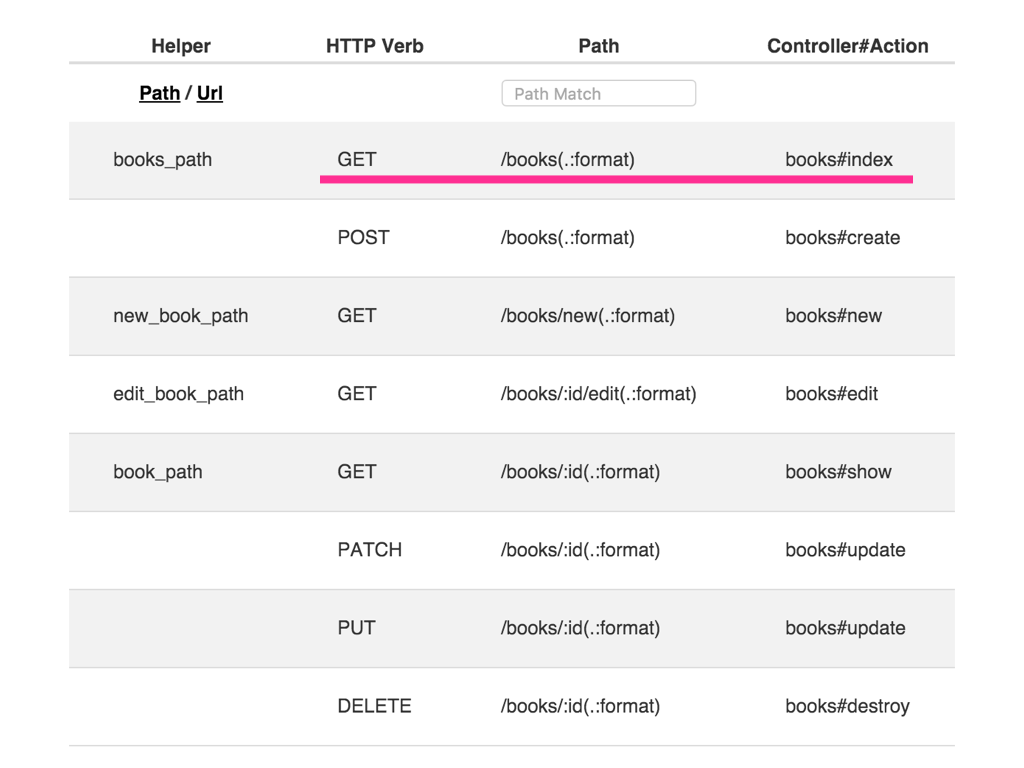 Helper HTTP Verb Path Controller#Action
Path / Url Path Match
books_path GET /books(.:format) books#index
POST /books(.:format) books#create
new_book_path GET /books/new(.:format) books#new
edit_book_path GET /books/:id/edit(.:format) books#edit
book_path GET /books/:id(.:format) books#show
PATCH /books/:id(.:format) books#update
PUT /books/:id(.:format) books#update
DELETE /books/:id(.:format) books#destroy